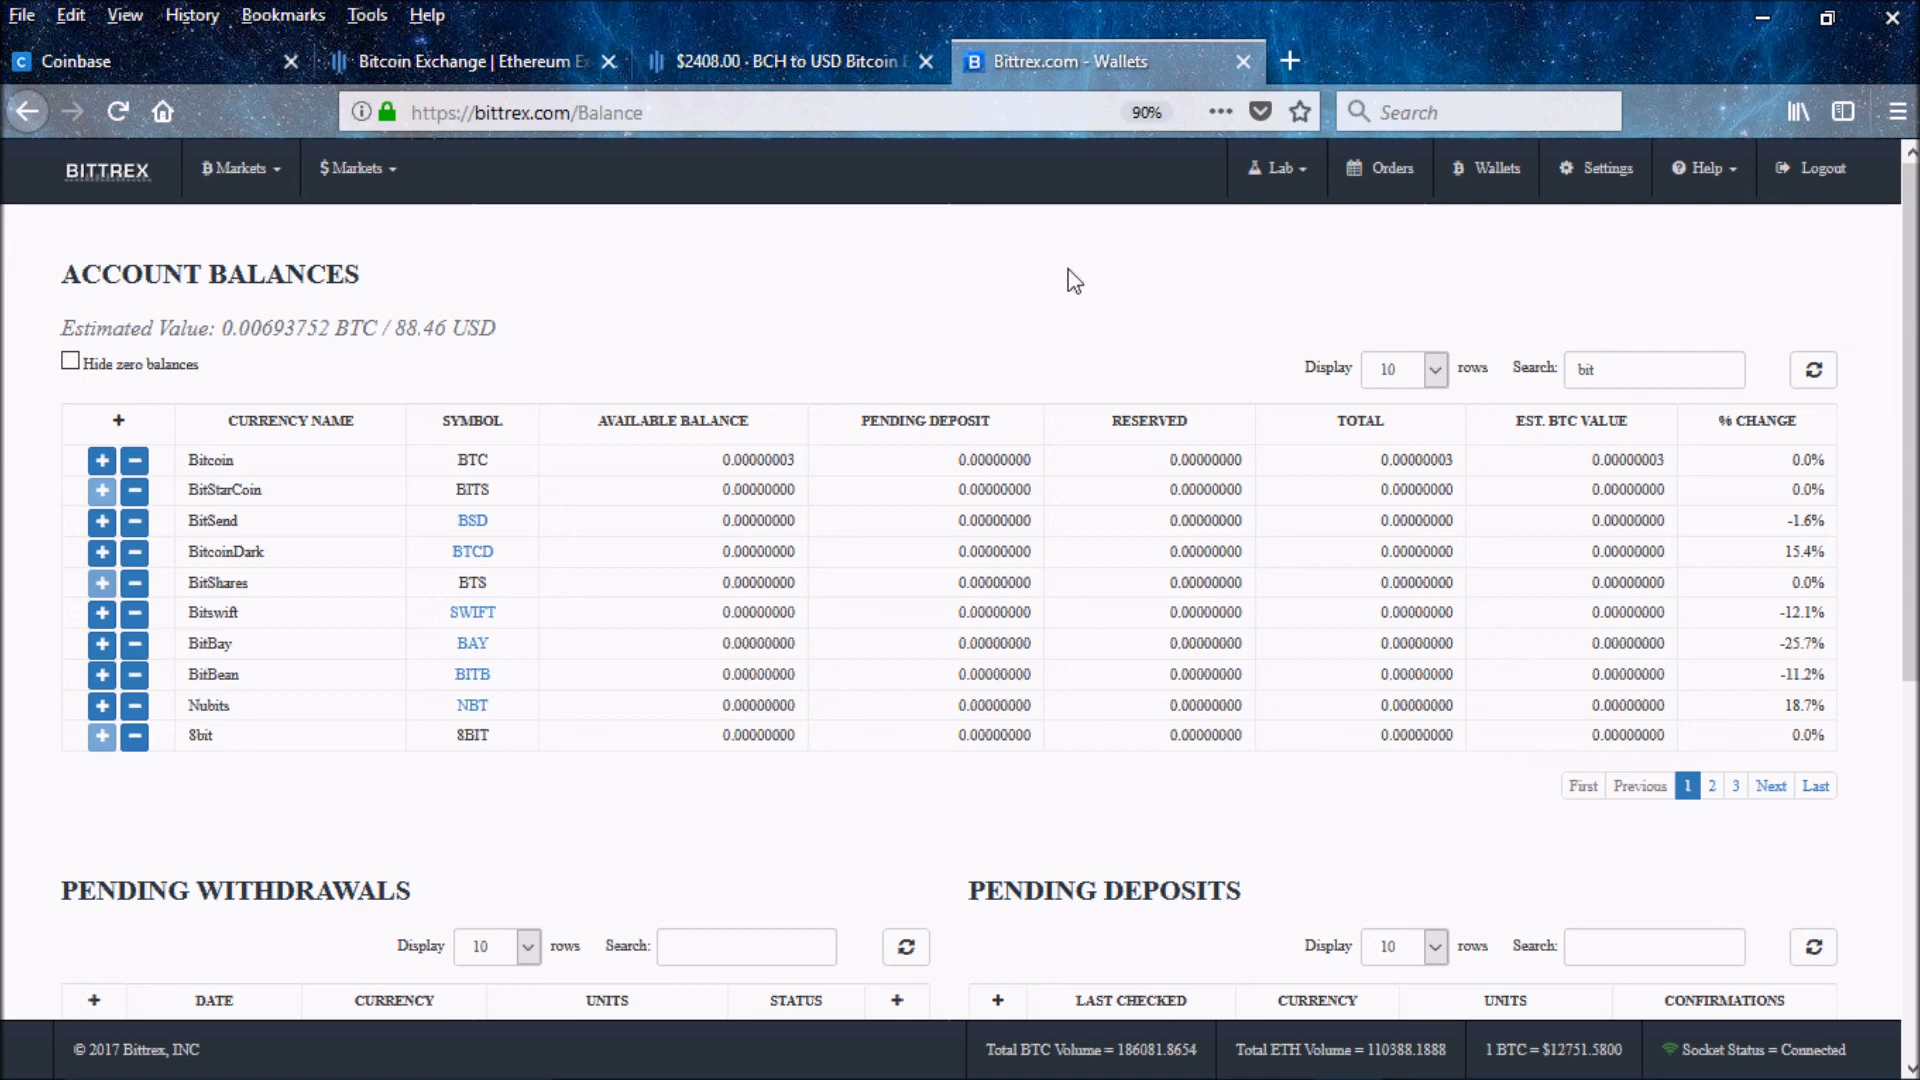 File Edit View History Bookmarks Tools Help
Coinbase
Bitcoin Exchange | Ethereum Ex
$2408.00 · BCH to USD Bitcoin E
Bittrex.com - Wallets
https://bittrex.com/Balance
90%
Search
BITTREX
Markets
$ Markets
Lab
Orders
Wallets
Settings
Help
Logout
ACCOUNT BALANCES
Estimated Value: 0.00693752 BTC / 88.46 USD
Hide zero balances
Display 10 rows Search: bit
+ CURRENCY NAME SYMBOL AVAILABLE BALANCE PENDING DEPOSIT RESERVED TOTAL EST. BTC VALUE % CHANGE
Bitcoin BTC 0.00000003 0.00000000 0.00000000 0.00000003 0.00000003 0.0%
BitStarCoin BITS 0.00000000 0.00000000 0.00000000 0.00000000 0.00000000 0.0%
BitSend BSD 0.00000000 0.00000000 0.00000000 0.00000000 0.00000000 -1.6%
BitcoinDark BTCD 0.00000000 0.00000000 0.00000000 0.00000000 0.00000000 15.4%
BitShares BTS 0.00000000 0.00000000 0.00000000 0.00000000 0.00000000 0.0%
Bitswift SWIFT 0.00000000 0.00000000 0.00000000 0.00000000 0.00000000 -12.1%
BitBay BAY 0.00000000 0.00000000 0.00000000 0.00000000 0.00000000 -25.7%
BitBean BITB 0.00000000 0.00000000 0.00000000 0.00000000 0.00000000 -11.2%
Nubits NBT 0.00000000 0.00000000 0.00000000 0.00000000 0.00000000 18.7%
8bit 8BIT 0.00000000 0.00000000 0.00000000 0.00000000 0.00000000 0.0%
First Previous 1 2 3 Next Last
PENDING WITHDRAWALS
Display 10 rows Search:
+ DATE CURRENCY UNITS STATUS +
PENDING DEPOSITS
Display 10 rows Search:
+ LAST CHECKED CURRENCY UNITS CONFIRMATIONS
© 2017 Bittrex, INC
Total BTC Volume = 186081.8654
Total ETH Volume = 110388.1888
1 BTC = $12751.5800
Socket Status = Connected